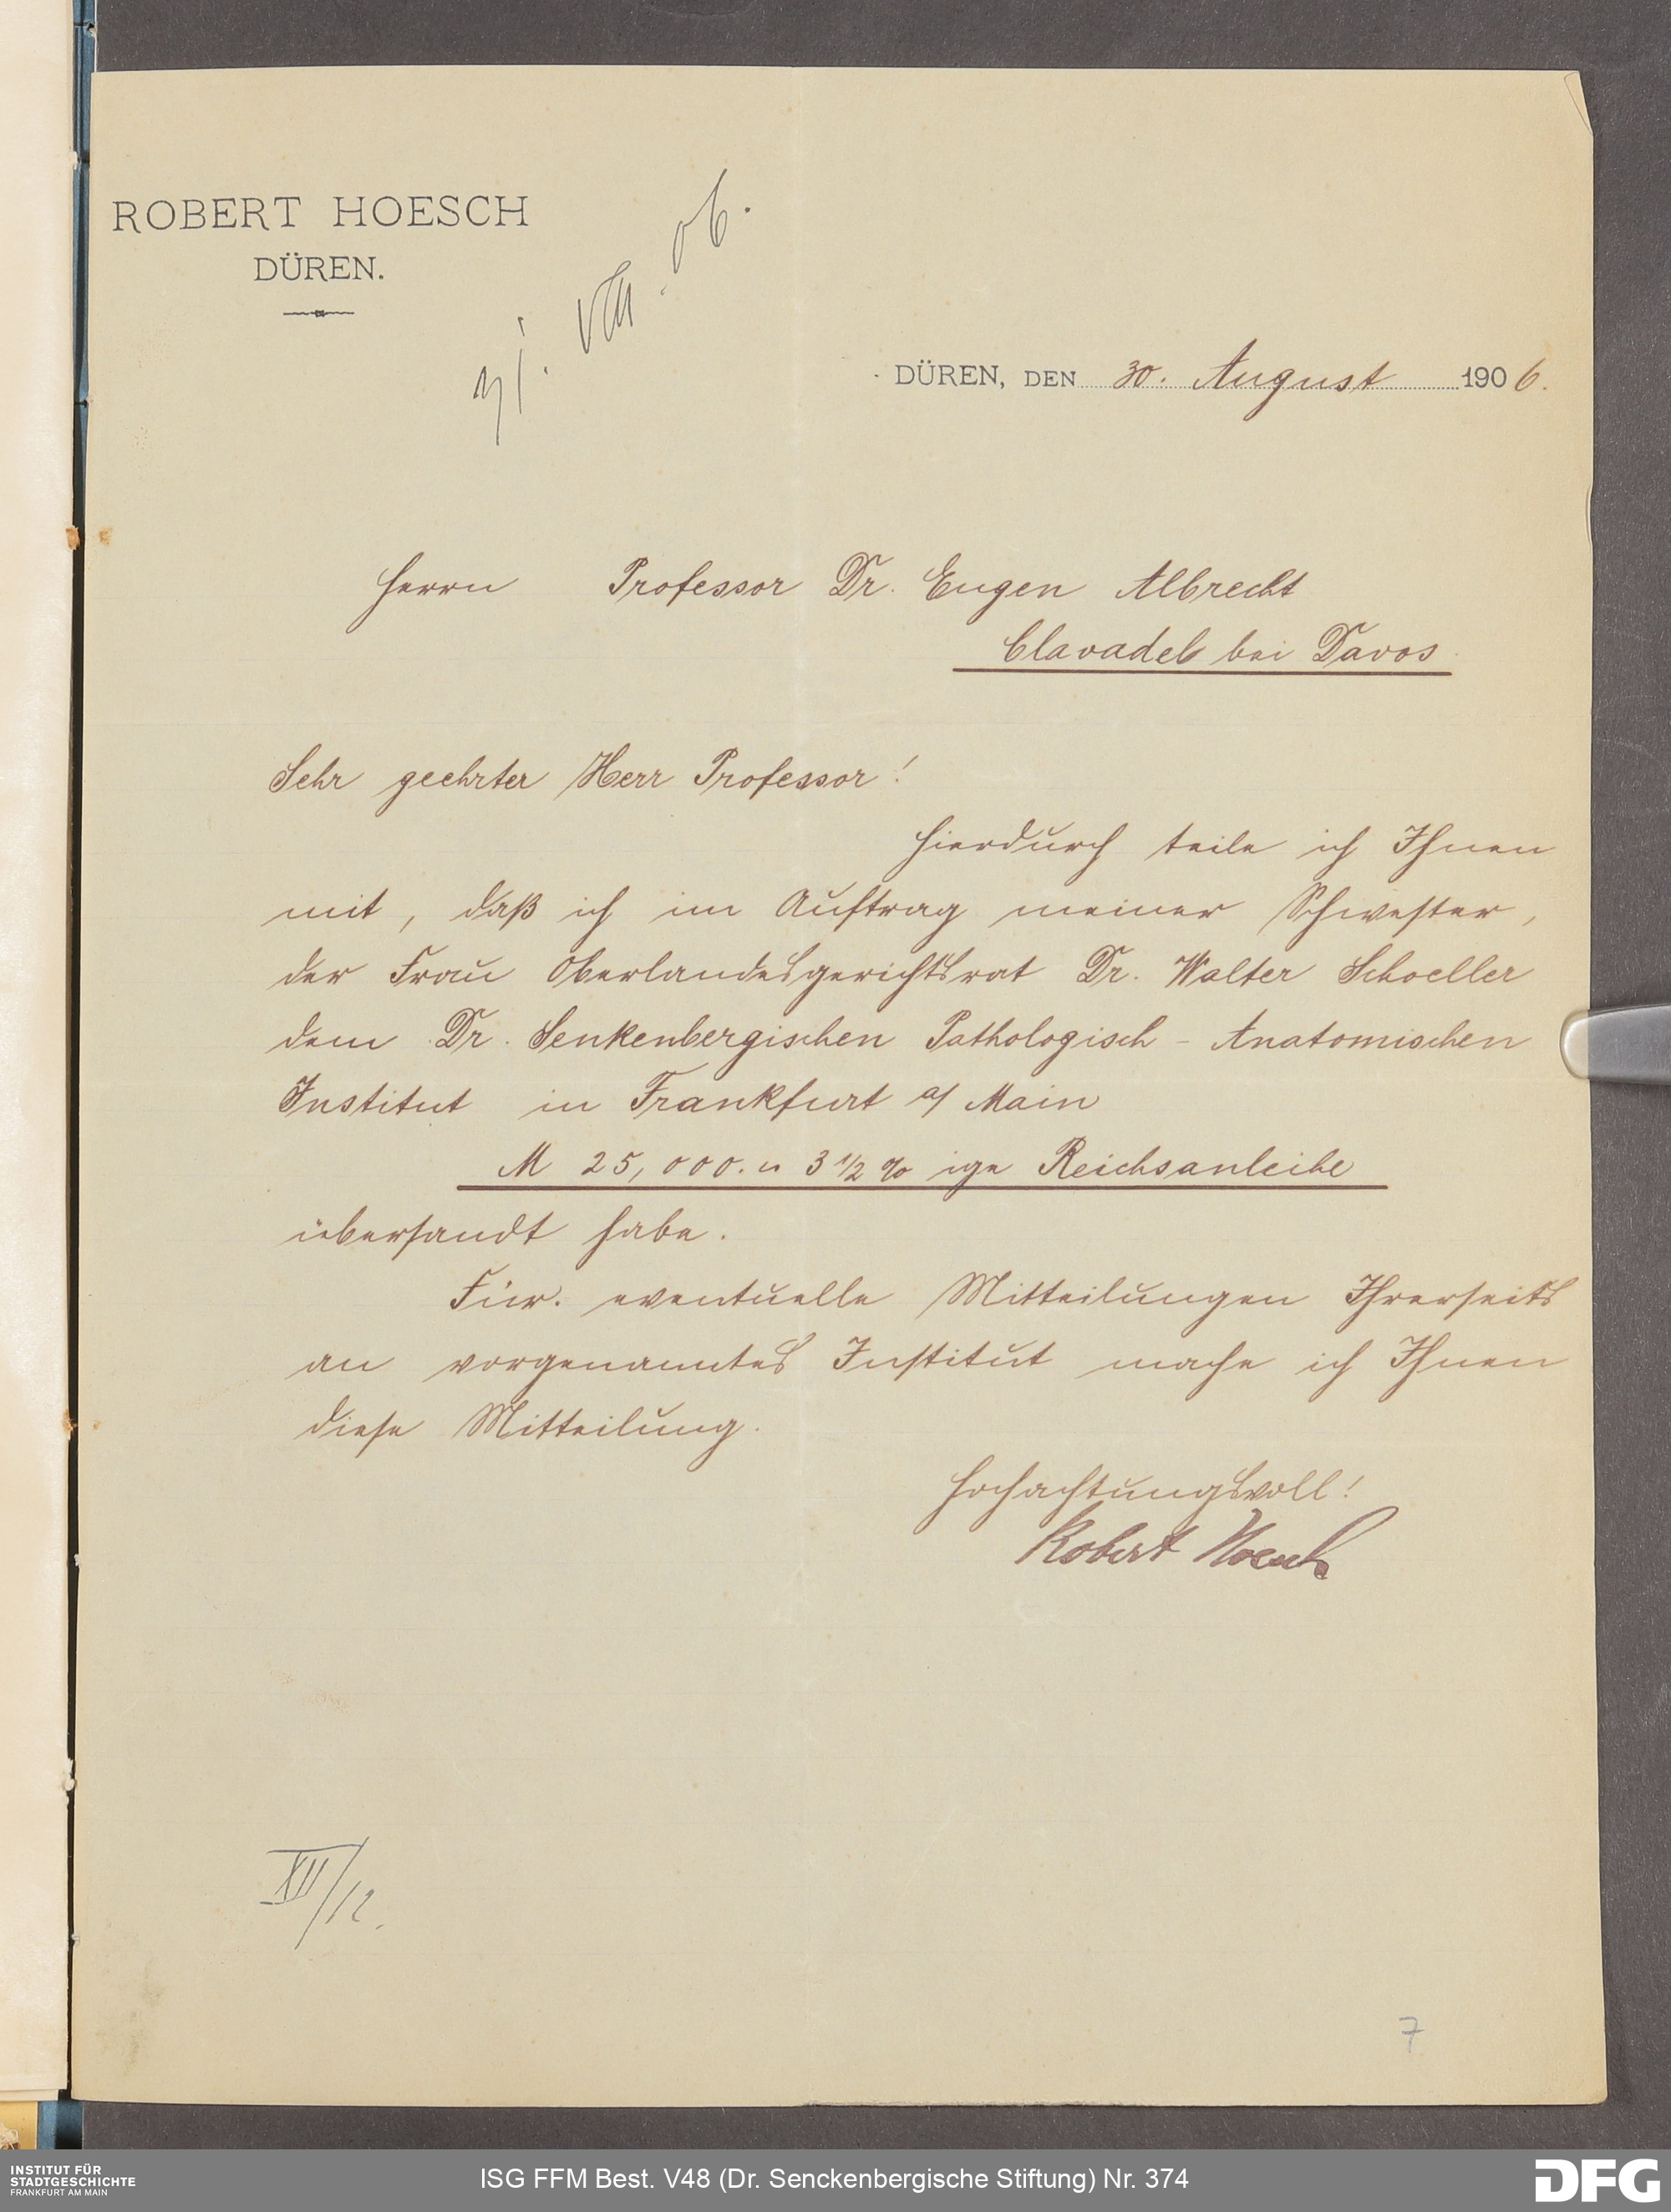 ROBERT HOESCH
DÜREN.
VIII. 06.
DÜREN, DEN 30. August 1906.
Herrn Professor Dr. Eugen Albrecht
Clavadel bei Davos.
Sehr geehrter Herr Professor!
Hierdurch teile ich Ihnen
mit, daß ich im Auftrag meiner Schwester,
der Frau Oberlandesgerichtsrat Dr. Walter Schoeller
dem Dr. Senkenbergischen Pathologisch - Anatomischen
Institut in Frankfurt a/ Main
M 25,000.„ 3 1/2 % ige Reichsanleihe
übersandt habe.
Für. eventuelle Mitteilungen Ihrerseits
an vorgenanntes Institut mache ich Ihnen
diese Mitteilung.
Hochachtungsvoll!
Robert Hoesch
XII/12.
7
INSTITUT FÜR
STADTGESCHICHTE
FRANKFURT AM MAIN
ISG FFM Best. V48 (Dr. Senckenbergische Stiftung) Nr. 374
DFG